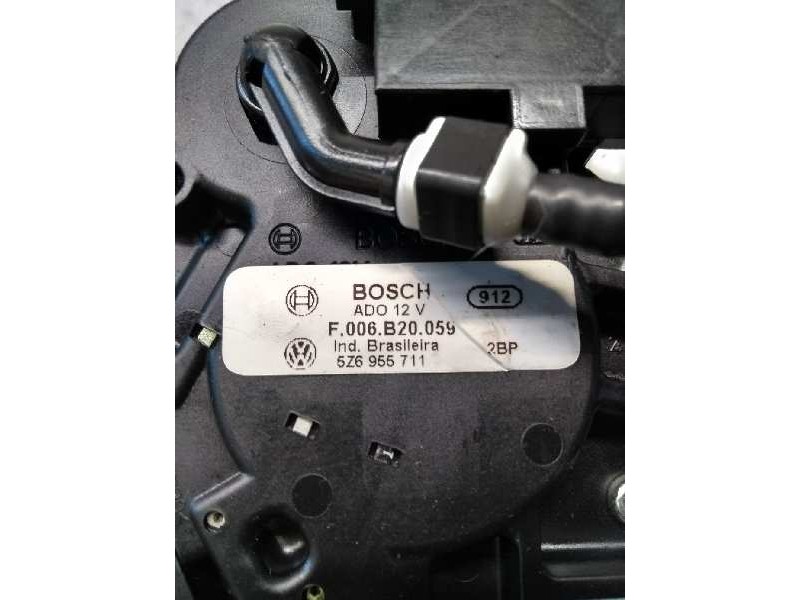 BOSCH
912
ADO 12 V
F.006.B20.059
Ind. Brasileira
2BP
5Z6 955 711